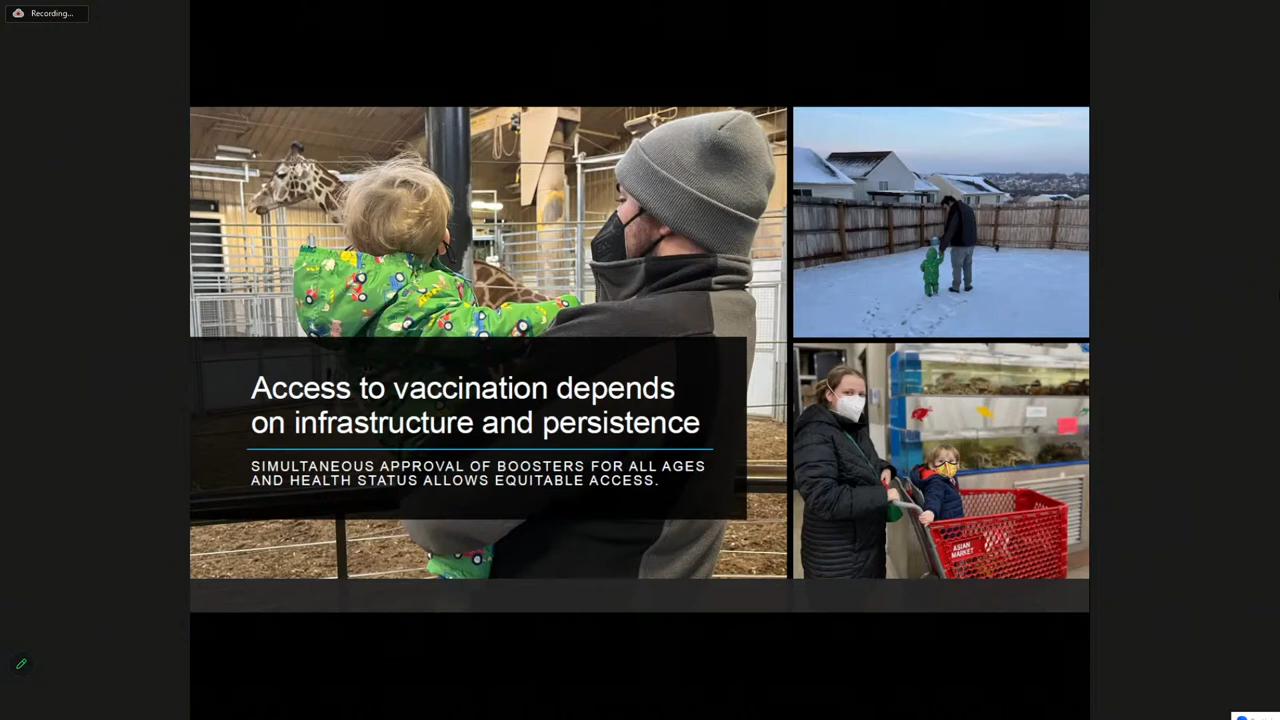 Recording...
Access to vaccination depends
on infrastructure and persistence
SIMULTANEOUS APPROVAL OF BOOSTERS FOR ALL AGES
AND HEALTH STATUS ALLOWS EQUITABLE ACCESS.
ASIAN
MARKET